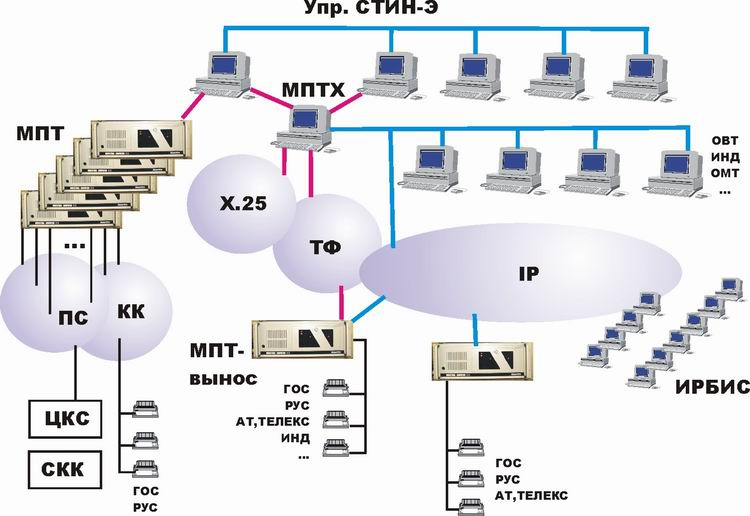 Упр. СТИН-Э
МПТХ
МПТ
ОВТ
ИНД
ОМТ
...
X.25
ТФ
IP
...
ПС
КК
МПТ-
ВЫНОС
ИРБИС
ГОС
РУС
АТ,ТЕЛЕКС
ИНД
...
ЦКС
СКК
ГОС
РУС
ГОС
РУС
АТ,ТЕЛЕКС